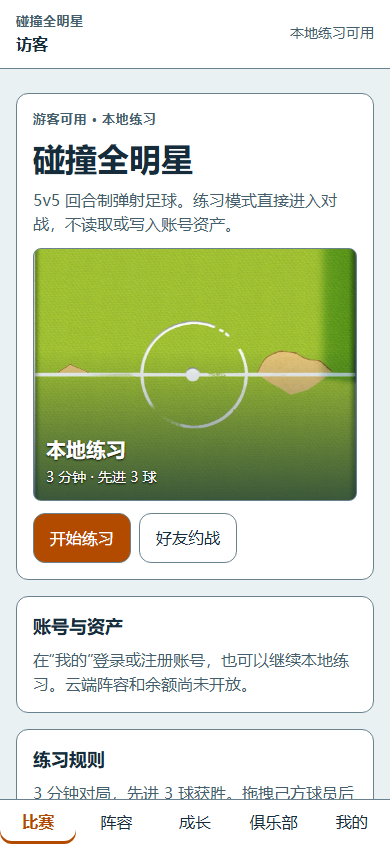 碰撞全明星
访客
本地练习可用
游客可用 • 本地练习
碰撞全明星
5v5 回合制弹射足球。练习模式直接进入对
战，不读取或写入账号资产。
本地练习
3 分钟 · 先进 3 球
开始练习
好友约战
账号与资产
在“我的”登录或注册账号，也可以继续本地练
习。云端阵容和余额尚未开放。
练习规则
3 分钟对局，先进 3 球获胜。拖拽己方球员后
比赛
阵容
成长
俱乐部
我的